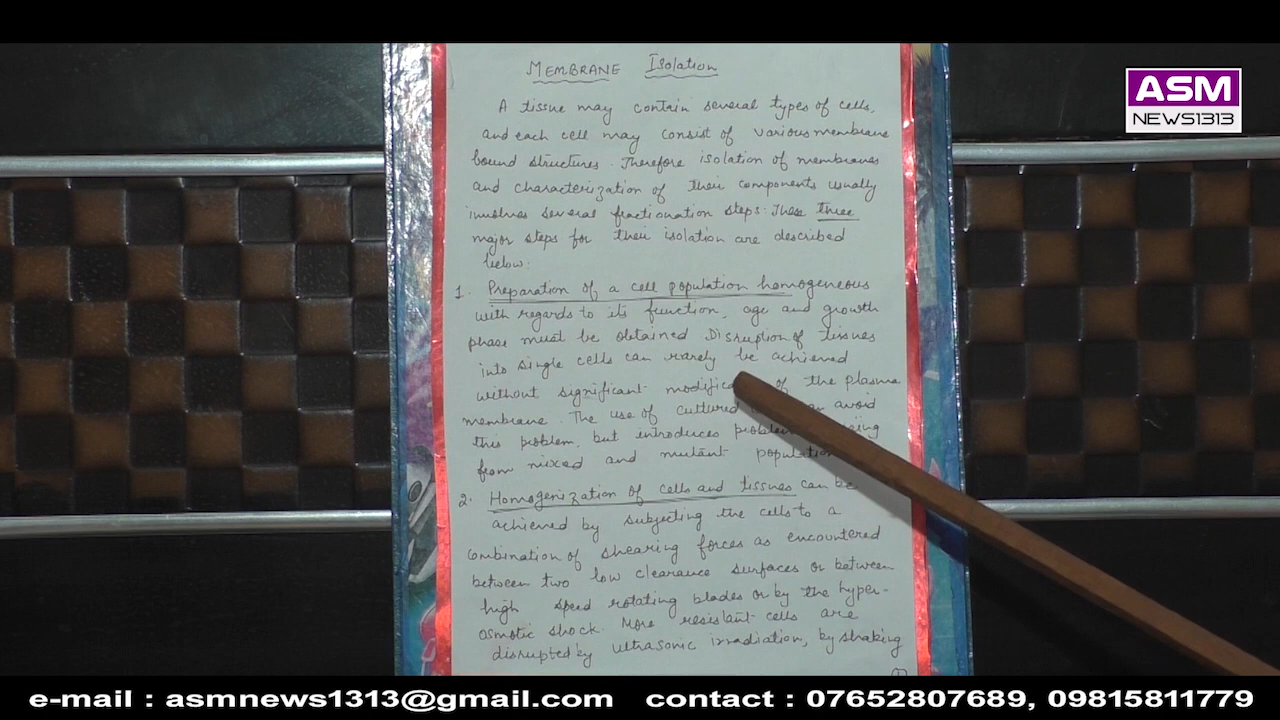 MEMBRANE Isolation
A tissue may contain several types of cells,
and each cell may consist of various membrane
bound structures. Therefore isolation of membranes
and characterization of their components usually
involves several fractionation steps. These three
major steps for their isolation are described
below.
1. Preparation of a cell population homogeneous
with regards to its function, age and growth
phase must be obtained. Disruption of tissues
into single cells can rarely be achieved
without significant of the plasma
membrane. The use of cultured avoid
this problem, but introduces
from mixed and mutant
2. Homogenization of cells and tissues can be
achieved by subjecting the cells to a
combination of shearing forces as encountered
between two low clearance surfaces or between
high speed rotating blades or by the hyper-
osmotic shock. More resistant cells are
disrupted by ultrasonic irradiation, by shaking
ASM
NEWS1313
e-mail : asmnews1313@gmail.com contact : 07652807689, 09815811779